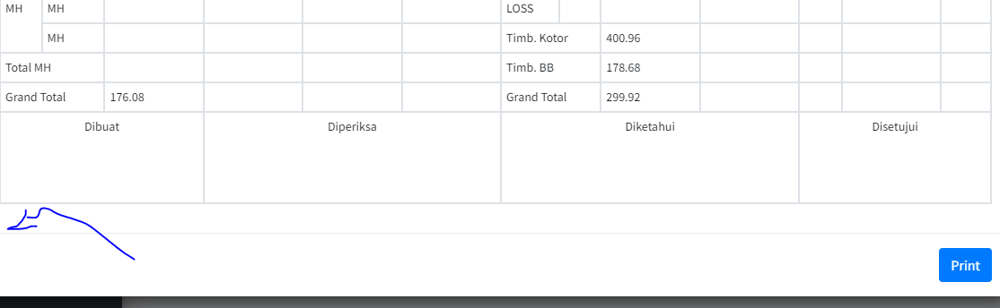 MH MH LOSS
MH Timb. Kotor 400.96
Total MH Timb. BB 178.68
Grand Total 176.08 Grand Total 299.92
Dibuat Diperiksa Diketahui Disetujui
Print